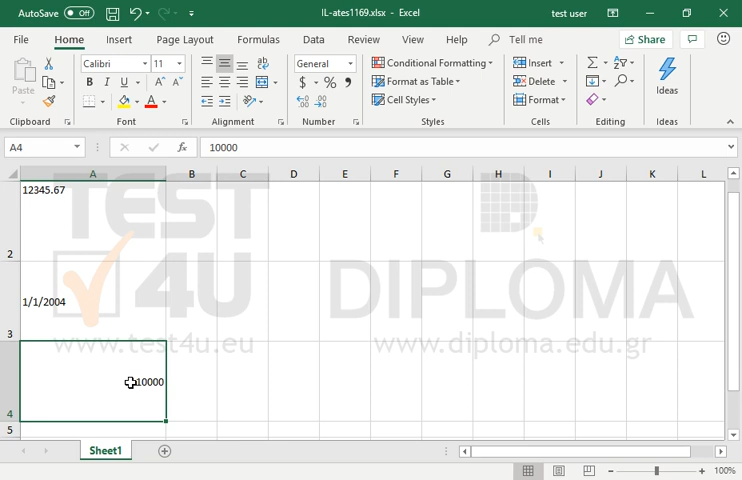 AutoSave Off IL-ates1169.xlsx - Excel test user
File Home Insert Page Layout Formulas Data Review View Help Tell me Share
Paste Calibri 11 General Conditional Formatting Insert Ideas
B I U $ % , Format as Table Delete
A Cell Styles Format
Clipboard Font Alignment Number Styles Cells Editing Ideas
A4 fx 10000
A B C D E F G H I J K L
12345.67
TEST D
2
4U DIPLOMA
1/1/2004
3
www.test4u.eu www.diploma.edu.gr
10000
4
5
Sheet1
100%